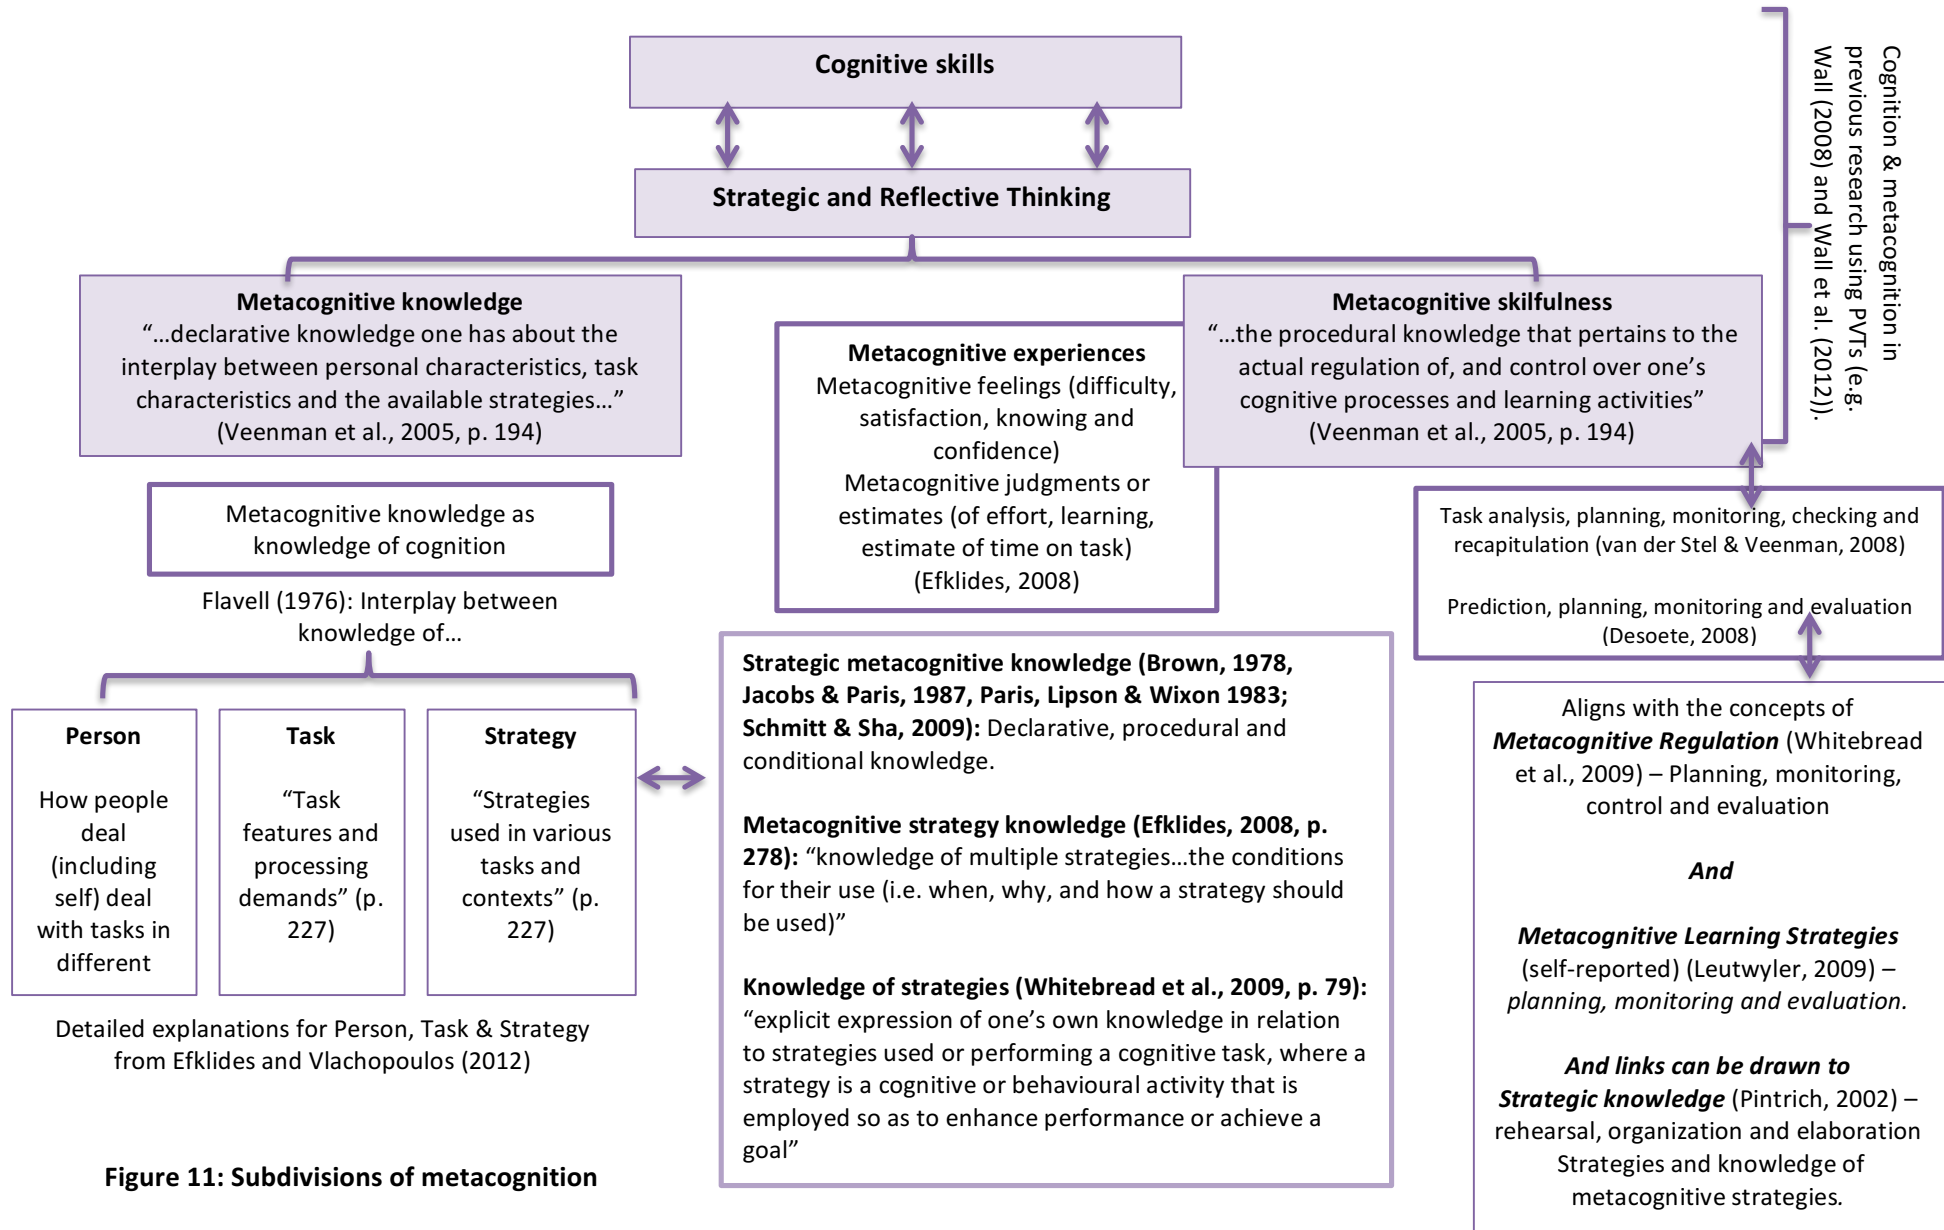 Cognitive skills
Strategic and Reflective Thinking
Cognition & metacognition in
previous research using PVTs (e.g.
Wall (2008) and Wall et al. (2012)).
Metacognitive knowledge
“…declarative knowledge one has about the
interplay between personal characteristics, task
characteristics and the available strategies…”
(Veenman et al., 2005, p. 194)
Metacognitive experiences
Metacognitive feelings (difficulty,
satisfaction, knowing and
confidence)
Metacognitive judgments or
estimates (of effort, learning,
estimate of time on task)
(Efklides, 2008)
Metacognitive skilfulness
“…the procedural knowledge that pertains to the
actual regulation of, and control over one’s
cognitive processes and learning activities”
(Veenman et al., 2005, p. 194)
Metacognitive knowledge as
knowledge of cognition
Flavell (1976): Interplay between
knowledge of…
Person
How people
deal
(including
self) deal
with tasks in
different
Task
“Task
features and
processing
demands” (p.
227)
Strategy
“Strategies
used in various
tasks and
contexts” (p.
227)
Detailed explanations for Person, Task & Strategy
from Efklides and Vlachopoulos (2012)
Strategic metacognitive knowledge (Brown, 1978,
Jacobs & Paris, 1987, Paris, Lipson & Wixon 1983;
Schmitt & Sha, 2009): Declarative, procedural and
conditional knowledge.
Metacognitive strategy knowledge (Efklides, 2008, p.
278): “knowledge of multiple strategies…the conditions
for their use (i.e. when, why, and how a strategy should
be used)”
Knowledge of strategies (Whitebread et al., 2009, p. 79):
“explicit expression of one’s own knowledge in relation
to strategies used or performing a cognitive task, where a
strategy is a cognitive or behavioural activity that is
employed so as to enhance performance or achieve a
goal”
Task analysis, planning, monitoring, checking and
recapitulation (van der Stel & Veenman, 2008)
Prediction, planning, monitoring and evaluation
(Desoete, 2008)
Aligns with the concepts of
Metacognitive Regulation (Whitebread
et al., 2009) – Planning, monitoring,
control and evaluation
And
Metacognitive Learning Strategies
(self-reported) (Leutwyler, 2009) –
planning, monitoring and evaluation.
And links can be drawn to
Strategic knowledge (Pintrich, 2002) –
rehearsal, organization and elaboration
Strategies and knowledge of
metacognitive strategies.
Figure 11: Subdivisions of metacognition